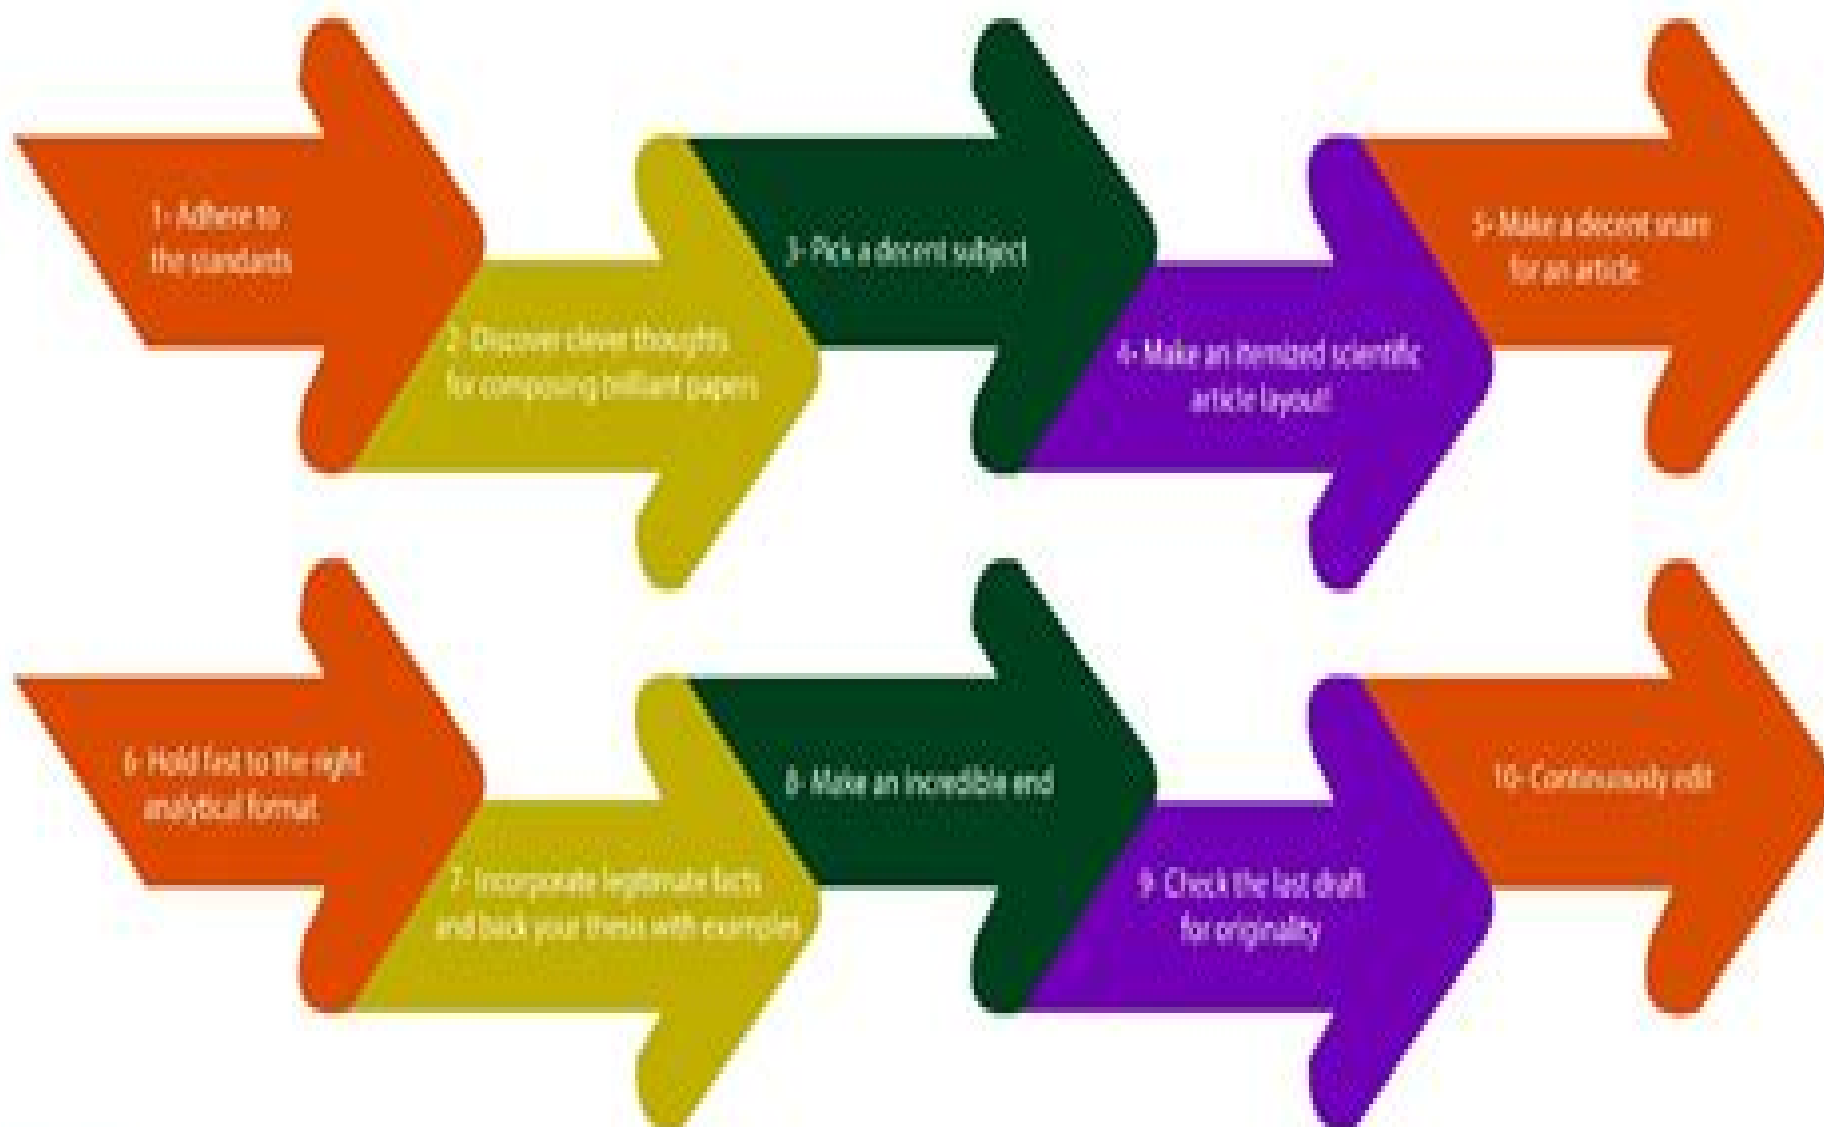 1- Adhere to
the standards
2- Discover clever thoughts
for composing brilliant papers
3- Pick a decent subject
4- Make an itemized scientific
article layout!
5- Make a decent snare
for an article
6- Hold fast to the right
analytical format.
7- Incorporate legitimate facts
and back your thesis with examples
8- Make an incredible end
9- Check the last draft
for originality
10- Continuously edit